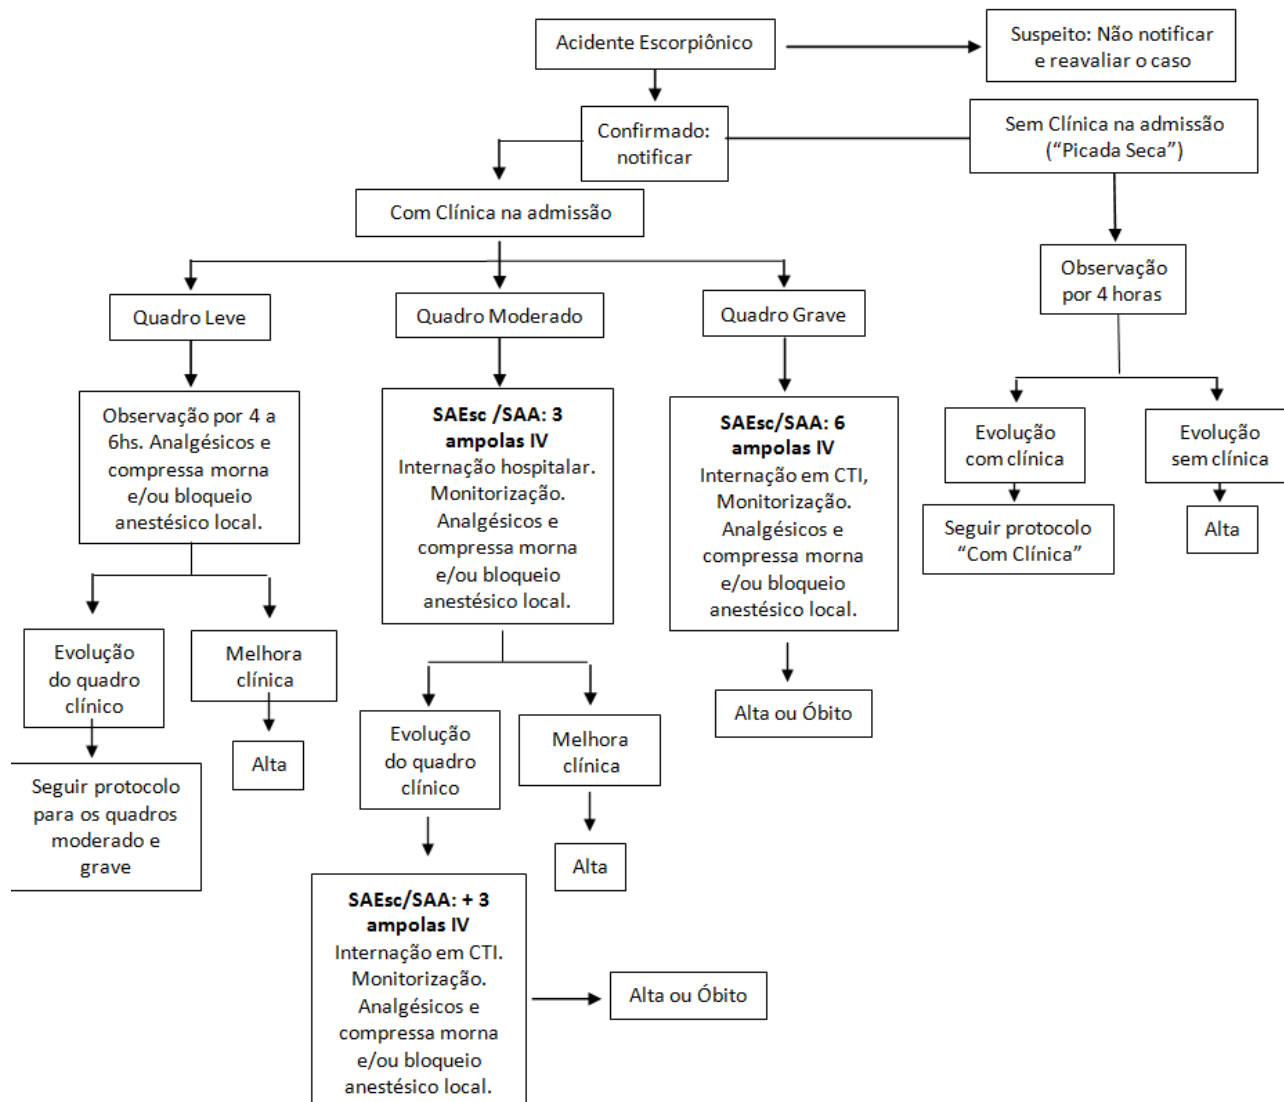 Acidente Escorpiônico
Suspeito: Não notificar
e reavaliar o caso
Confirmado:
notificar
Sem Clínica na admissão
(“Picada Seca”)
Com Clínica na admissão
Observação
por 4 horas
Quadro Leve
Quadro Moderado
Quadro Grave
Observação por 4 a
6hs. Analgésicos e
compressa morna
e/ou bloqueio
anestésico local.
SAEsc /SAA: 3
ampolas IV
Internação hospitalar.
Monitorização.
Analgésicos e
compressa morna
e/ou bloqueio
anestésico local.
SAEsc/SAA: 6
ampolas IV
Internação em CTI,
Monitorização.
Analgésicos e
compressa morna
e/ou bloqueio
anestésico local.
Evolução
com clínica
Evolução
sem clínica
Seguir protocolo
“Com Clínica”
Alta
Evolução
do quadro
clínico
Melhora
clínica
Alta
Seguir protocolo
para os quadros
moderado e
grave
Evolução
do quadro
clínico
Melhora
clínica
Alta
Alta ou Óbito
SAEsc/SAA: + 3
ampolas IV
Internação em CTI.
Monitorização.
Analgésicos e
compressa morna
e/ou bloqueio
anestésico local.
Alta ou Óbito